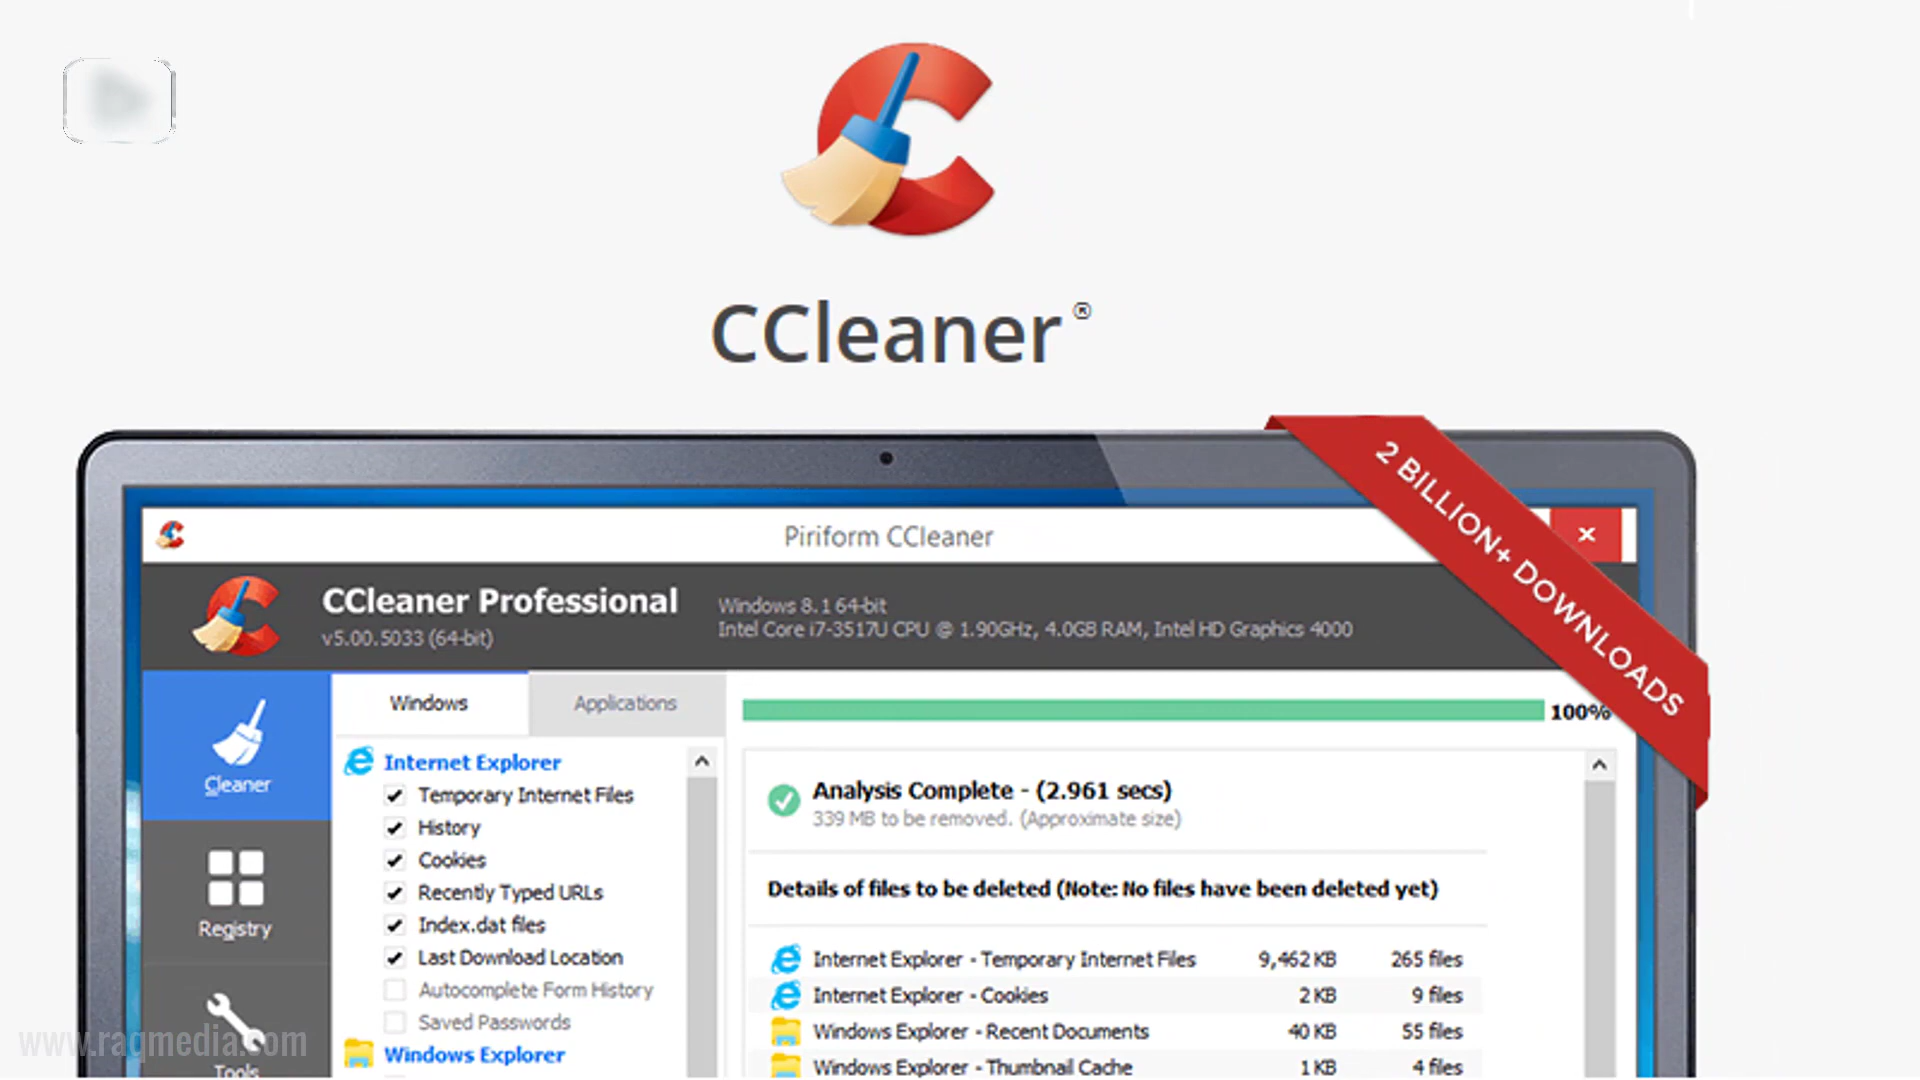 CCleaner®
2 BILLION+ DOWNLOADS
Piriform CCleaner
CCleaner Professional
v5.00.5033 (64-bit)
Windows 8.1 64-bit
Intel Core i7-3517U CPU @ 1.90GHz, 4.0GB RAM, Intel HD Graphics 4000
Cleaner
Registry
Tools
Windows
Applications
Internet Explorer
Temporary Internet Files
History
Cookies
Recently Typed URLs
Index.dat files
Last Download Location
Autocomplete Form History
Saved Passwords
Windows Explorer
100%
Analysis Complete - (2.961 secs)
339 MB to be removed. (Approximate size)
Details of files to be deleted (Note: No files have been deleted yet)
Internet Explorer - Temporary Internet Files 9,462 KB 265 files
Internet Explorer - Cookies 2 KB 9 files
Windows Explorer - Recent Documents 40 KB 55 files
Windows Explorer - Thumbnail Cache 1 KB 4 files
www.raqmedia.com